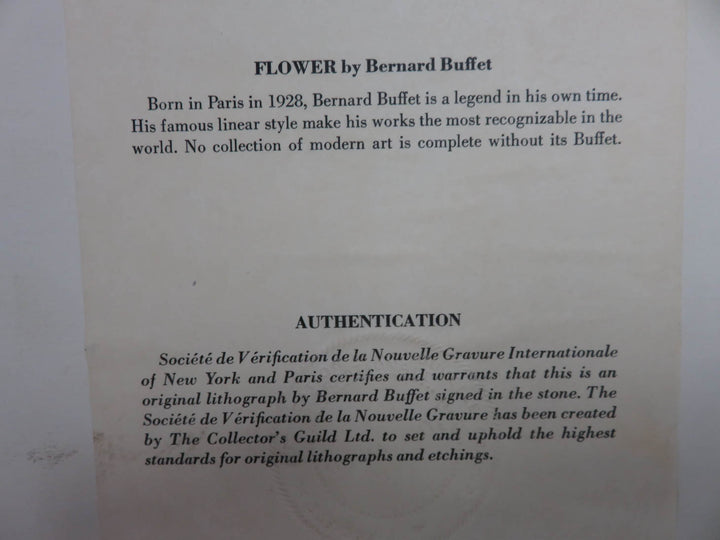 FLOWER by Bernard Buffet
Born in Paris in 1928, Bernard Buffet is a legend in his own time.
His famous linear style make his works the most recognizable in the
world. No collection of modern art is complete without its Buffet.
AUTHENTICATION
Société de Vérification de la Nouvelle Gravure Internationale
of New York and Paris certifies and warrants that this is an
original lithograph by Bernard Buffet signed in the stone. The
Société de Vérification de la Nouvelle Gravure has been created
by The Collector's Guild Ltd. to set and uphold the highest
standards for original lithographs and etchings.